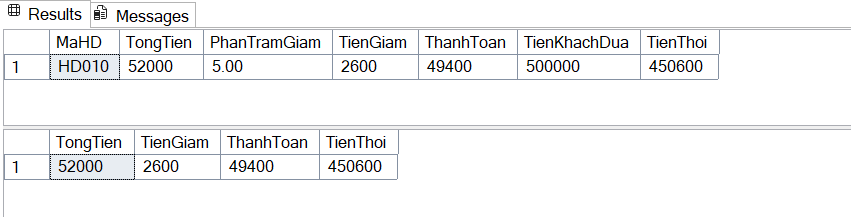 Results Messages
MaHD TongTien PhanTramGiam TienGiam ThanhToan TienKhachDua TienThoi
1 HD010 52000 5.00 2600 49400 500000 450600
TongTien TienGiam ThanhToan TienThoi
1 52000 2600 49400 450600